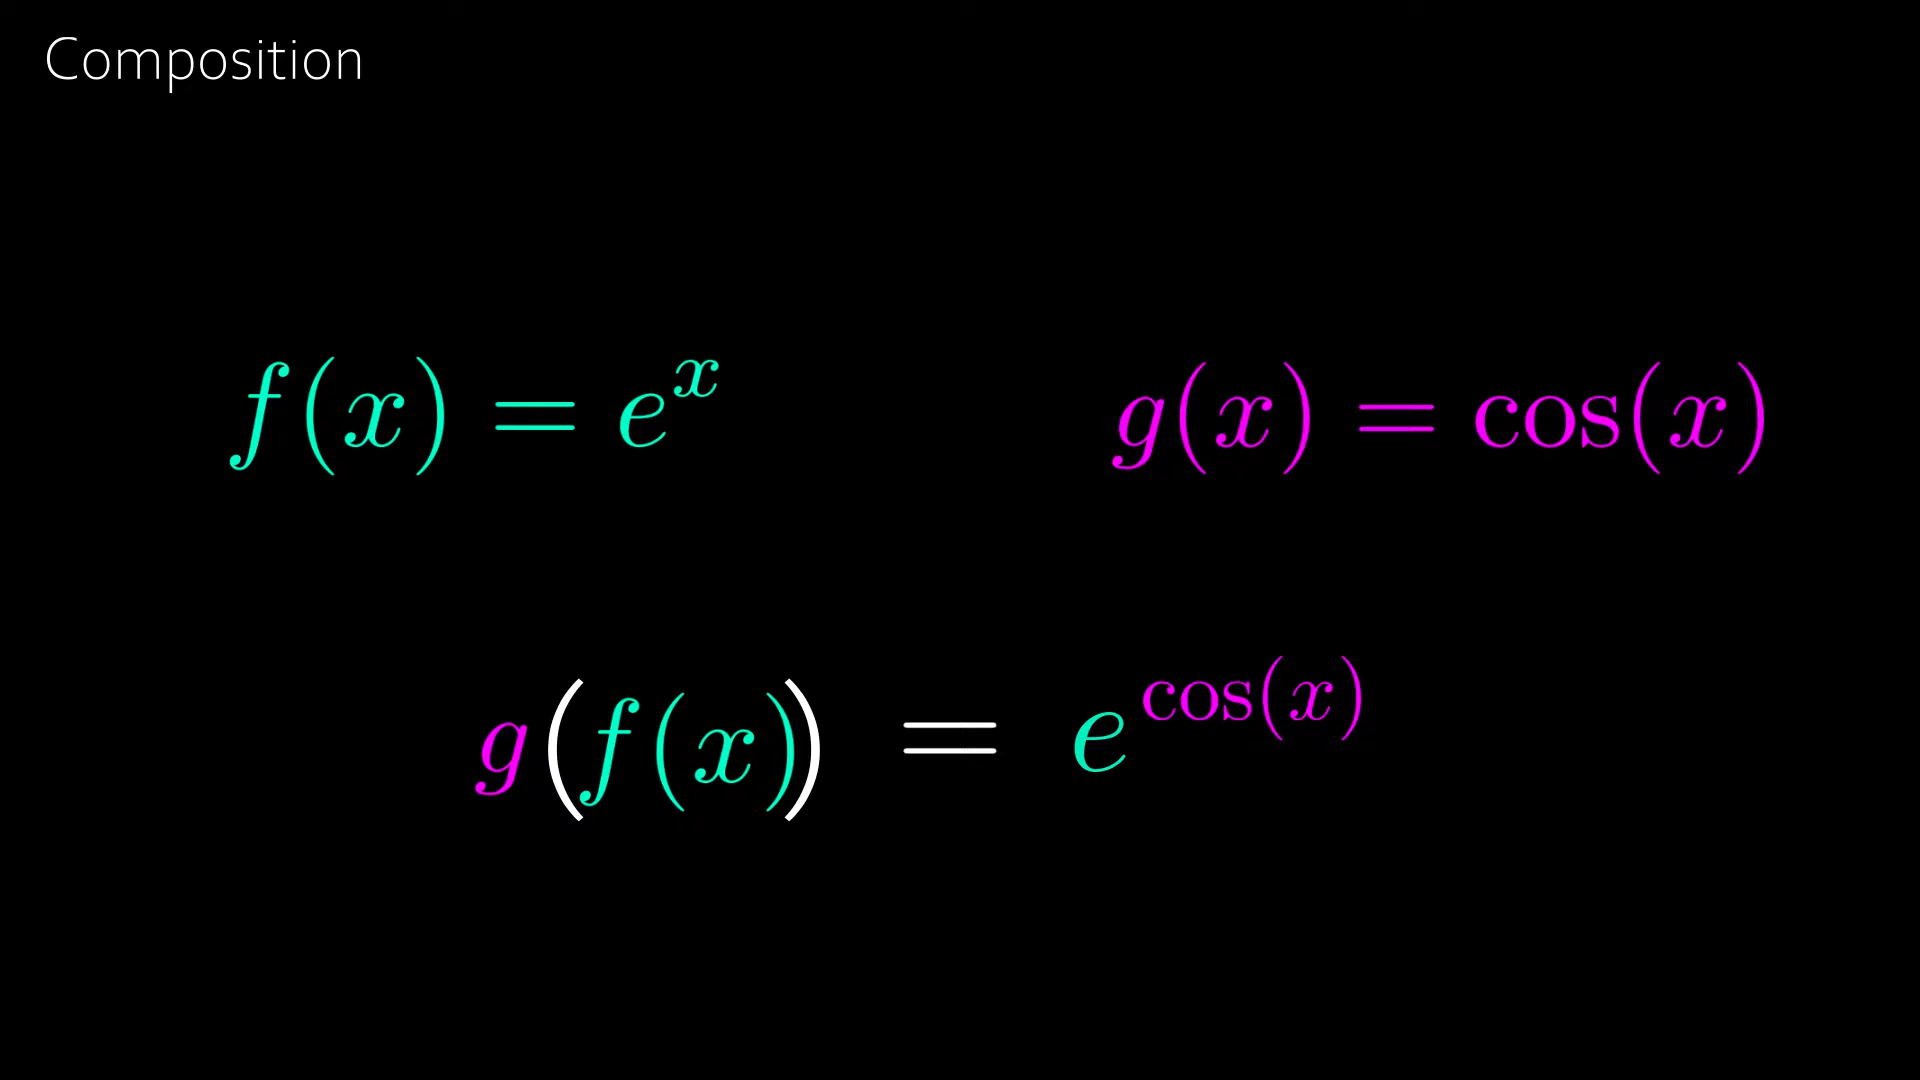 Composition
f(x) = e^x
g(x) = cos(x)
g(f(x)) = e^cos(x)